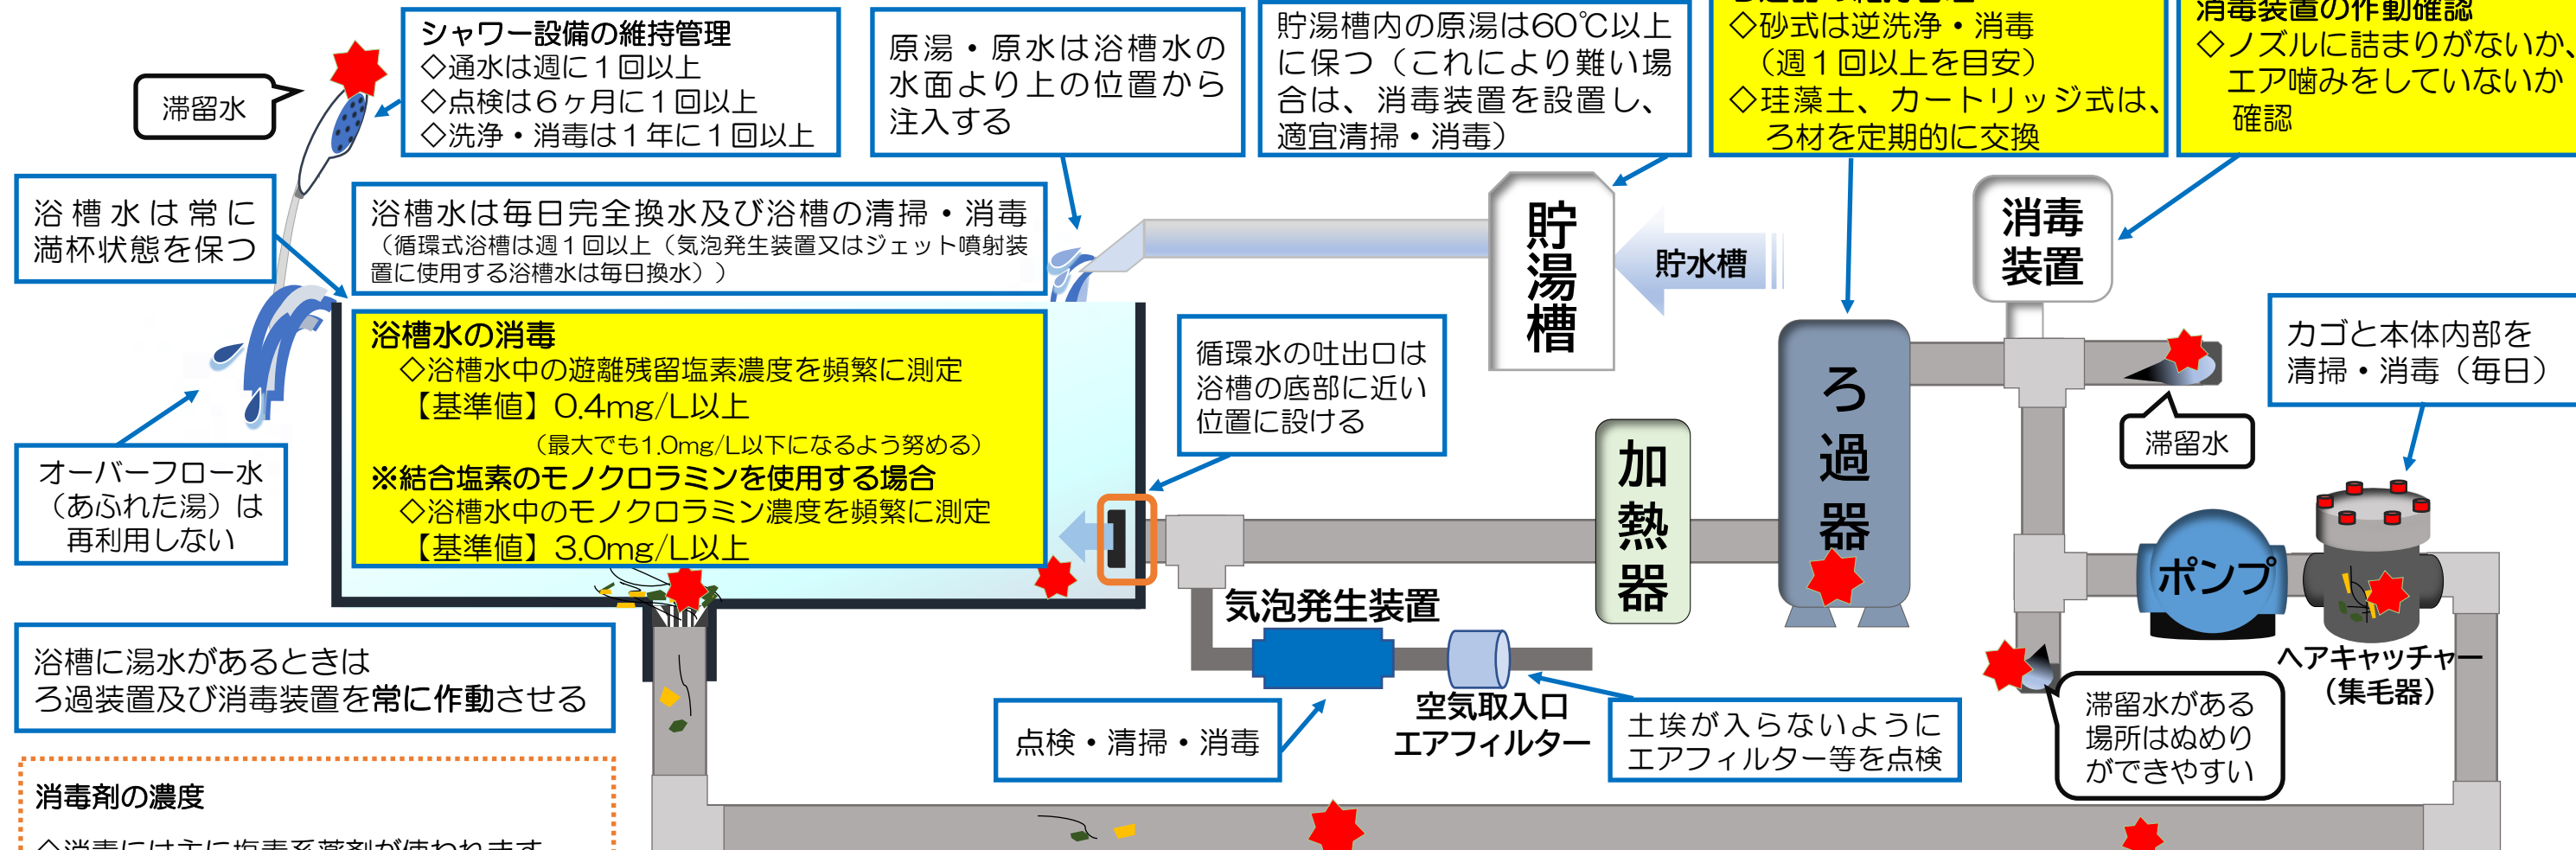 シャワー設備の維持管理
◇通水は週に１回以上
◇点検は６ヶ月に１回以上
◇洗浄・消毒は１年に１回以上
滞留水
原湯・原水は浴槽水の
水面より上の位置から
注入する
貯湯槽内の原湯は60℃以上
に保つ（これにより難い場
合は、消毒装置を設置し、
適宜清掃・消毒）
◇砂式は逆洗浄・消毒
（週１回以上を目安）
◇珪藻土、カートリッジ式は、
ろ材を定期的に交換
消毒装置の作動確認
◇ノズルに詰まりがないか、
エア噛みをしていないか
確認
浴槽水は常に
満杯状態を保つ
浴槽水は毎日完全換水及び浴槽の清掃・消毒
（循環式浴槽は週１回以上（気泡発生装置又はジェット噴射装
置に使用する浴槽水は毎日換水））
貯湯槽
貯水槽
消毒
装置
浴槽水の消毒
◇浴槽水中の遊離残留塩素濃度を頻繁に測定
【基準値】0.4mg/L以上
（最大でも1.0mg/L以下になるよう努める）
※結合塩素のモノクロラミンを使用する場合
◇浴槽水中のモノクロラミン濃度を頻繁に測定
【基準値】3.0mg/L以上
循環水の吐出口は
浴槽の底部に近い
位置に設ける
加熱器
ろ過器
カゴと本体内部を
清掃・消毒（毎日）
滞留水
オーバーフロー水
（あふれた湯）は
再利用しない
ポンプ
ヘアキャッチャー
（集毛器）
気泡発生装置
空気取入口
エアフィルター
点検・清掃・消毒
土埃が入らないように
エアフィルター等を点検
滞留水がある
場所はぬめり
ができやすい
浴槽に湯水があるときは
ろ過装置及び消毒装置を常に作動させる
消毒剤の濃度
◇消毒には主に塩素系薬剤が使われます